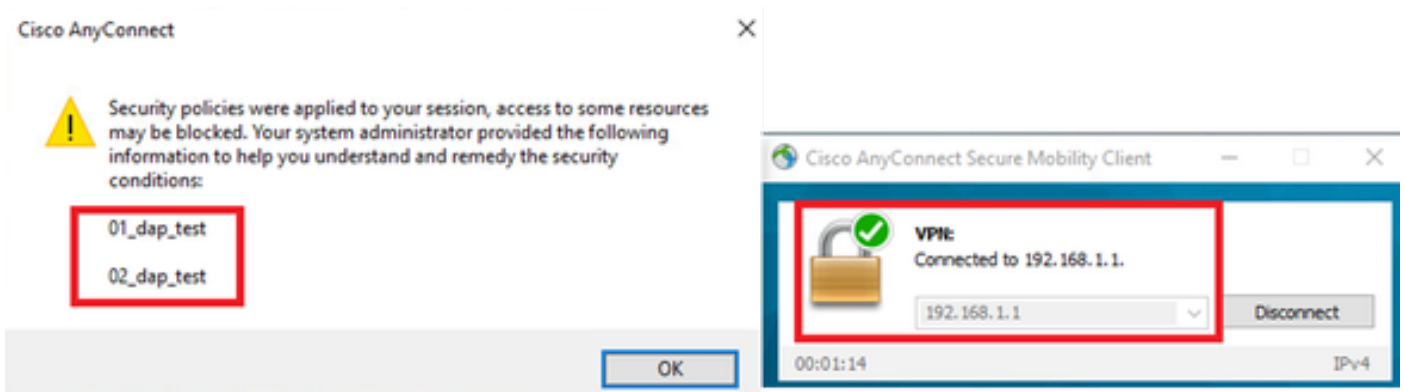 Cisco AnyConnect
Security policies were applied to your session, access to some resources
may be blocked. Your system administrator provided the following
information to help you understand and remedy the security
conditions:
01_dap_test
02_dap_test
OK
Cisco AnyConnect Secure Mobility Client
VPN:
Connected to 192.168.1.1.
192.168.1.1
Disconnect
00:01:14
IPv4